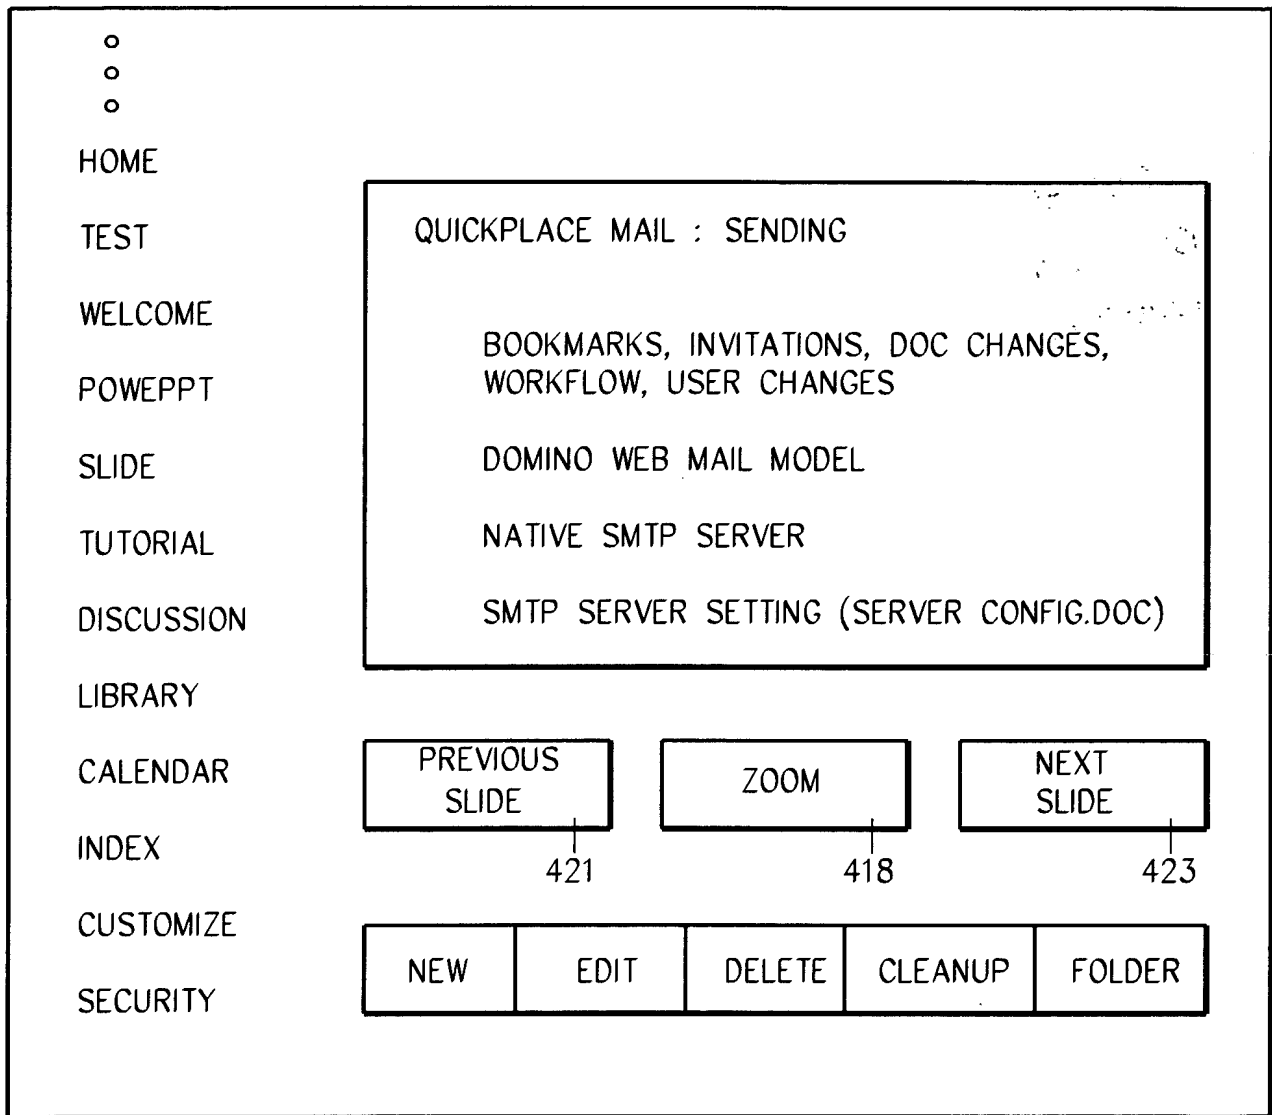 HOME
TEST
WELCOME
POWEPPT
SLIDE
TUTORIAL
DISCUSSION
LIBRARY
CALENDAR
INDEX
CUSTOMIZE
SECURITY
QUICKPLACE MAIL : SENDING
BOOKMARKS, INVITATIONS, DOC CHANGES,
WORKFLOW, USER CHANGES
DOMINO WEB MAIL MODEL
NATIVE SMTP SERVER
SMTP SERVER SETTING (SERVER CONFIG.DOC)
PREVIOUS
SLIDE
421
ZOOM
418
NEXT
SLIDE
423
NEW
EDIT
DELETE
CLEANUP
FOLDER